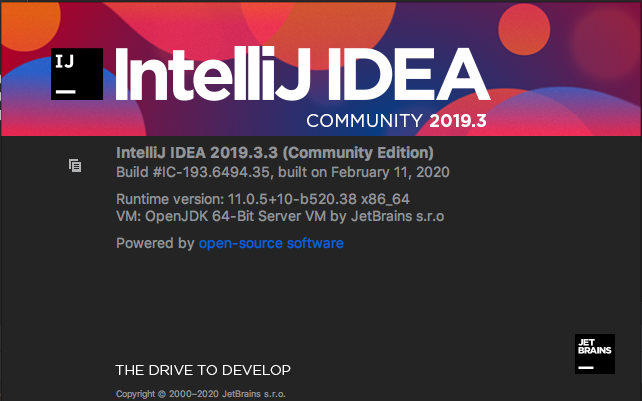 IJ
IntelliJ IDEA
COMMUNITY 2019.3
IntelliJ IDEA 2019.3.3 (Community Edition)
Build #IC-193.6494.35, built on February 11, 2020
Runtime version: 11.0.5+10-b520.38 x86_64
VM: OpenJDK 64-Bit Server VM by JetBrains s.r.o
Powered by open-source software
JET
BRAINS
THE DRIVE TO DEVELOP
Copyright © 2000–2020 JetBrains s.r.o.